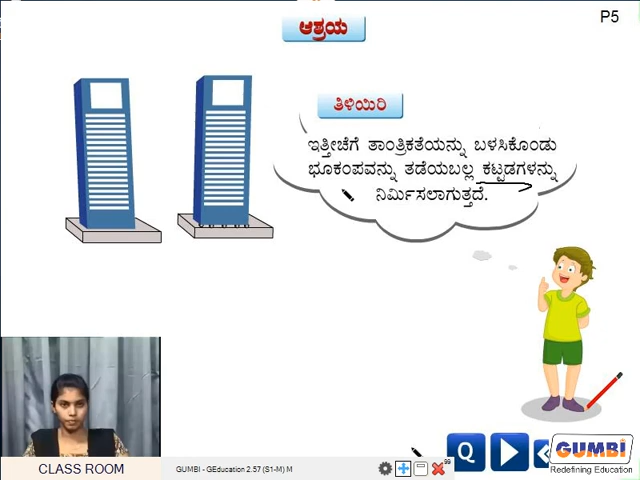 P5
ಆಶ್ರಯ
ತಿಳಿಯಿರಿ
ಇತ್ತೀಚೆಗೆ ತಾಂತ್ರಿಕತೆಯನ್ನು ಬಳಸಿಕೊಂಡು
ಭೂಕಂಪವನ್ನು ತಡೆಯಬಲ್ಲ ಕಟ್ಟಡಗಳನ್ನು
ನಿರ್ಮಿಸಲಾಗುತ್ತದೆ.
Q
GUMBi
Redefining Education
CLASS ROOM
GUMBI - GEducation 2.57 (S1-M) M
99